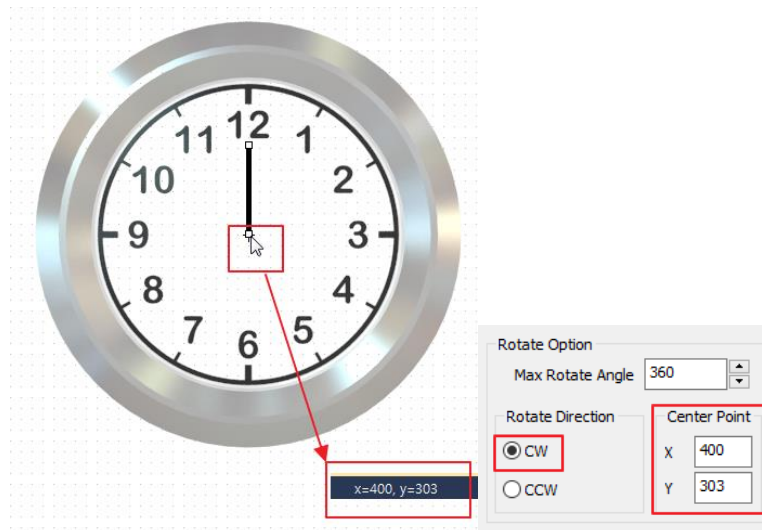 12
11
1
10
2
9
3
8
4
7
5
6
x=400, y=303
Rotate Option
Max Rotate Angle 360
Rotate Direction
CW
CCW
Center Point
X 400
Y 303